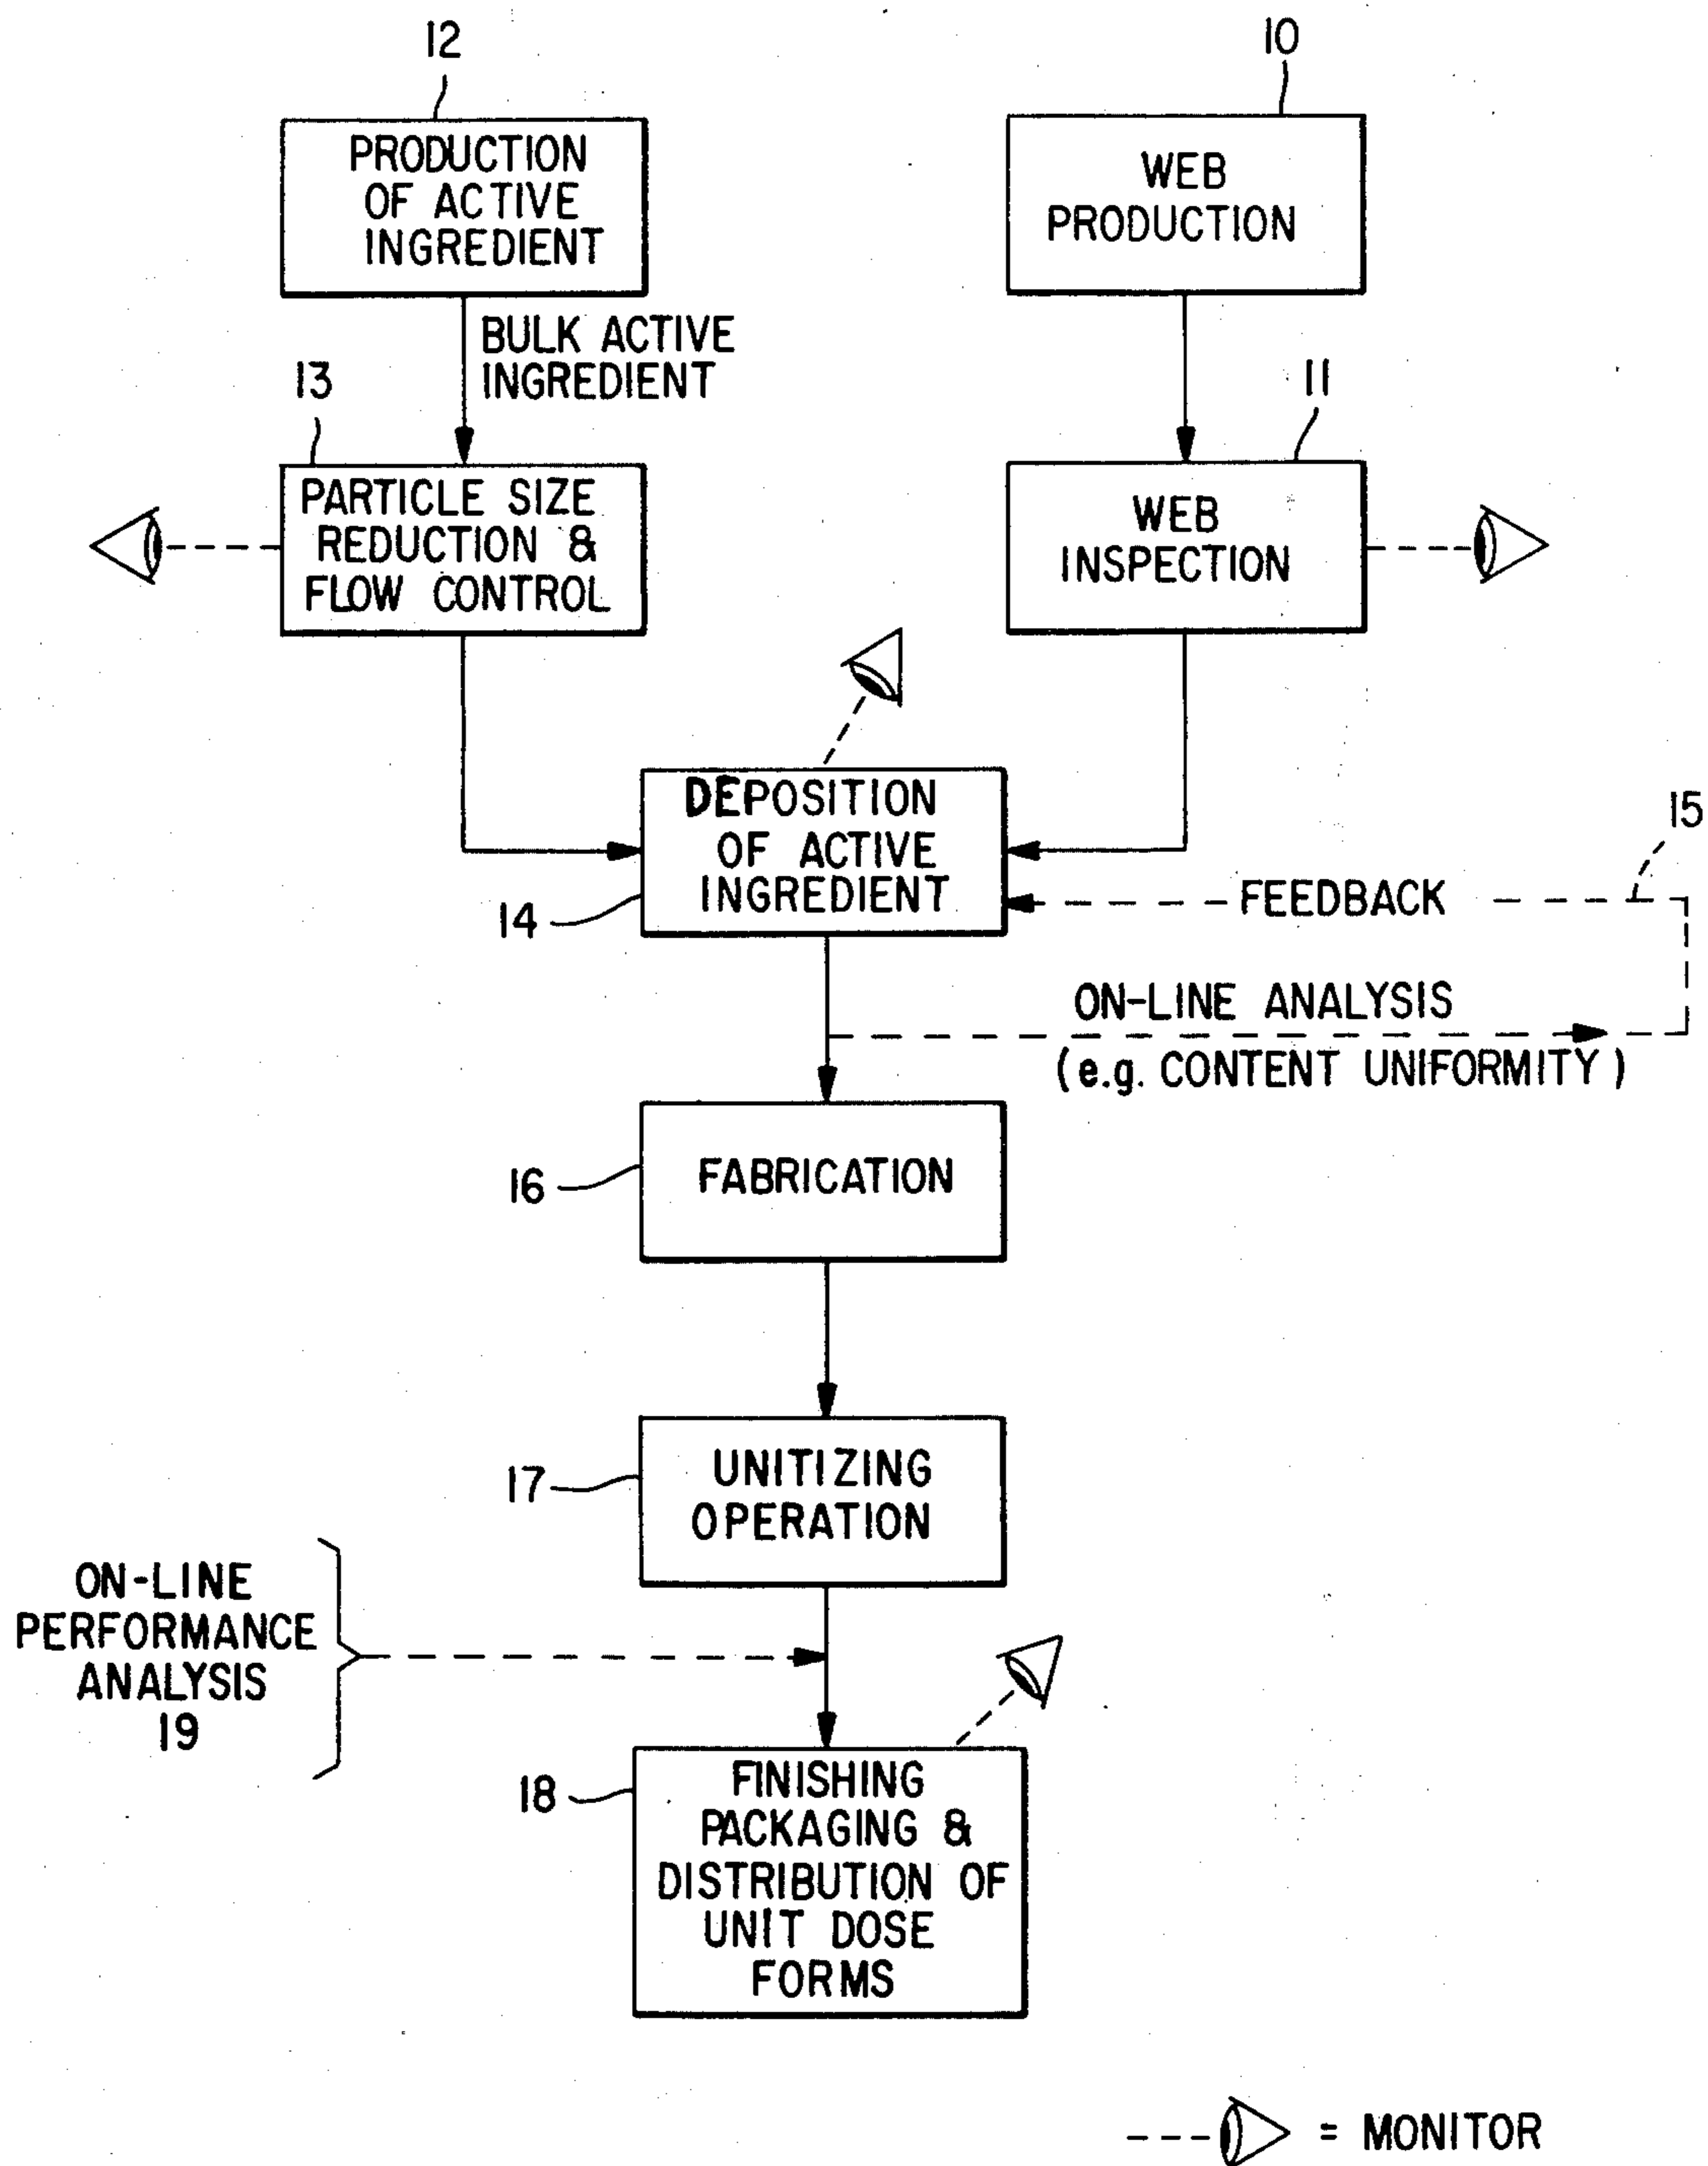 12
10
PRODUCTION
OF ACTIVE
INGREDIENT
WEB
PRODUCTION
BULK ACTIVE
INGREDIENT
13
11
PARTICLE SIZE
REDUCTION &
FLOW CONTROL
WEB
INSPECTION
DEPOSITION
OF ACTIVE
INGREDIENT
14
15
FEEDBACK
ON-LINE ANALYSIS
(e.g. CONTENT UNIFORMITY)
16
FABRICATION
17
UNITIZING
OPERATION
ON-LINE
PERFORMANCE
ANALYSIS
19
18
FINISHING
PACKAGING &
DISTRIBUTION OF
UNIT DOSE
FORMS
= MONITOR